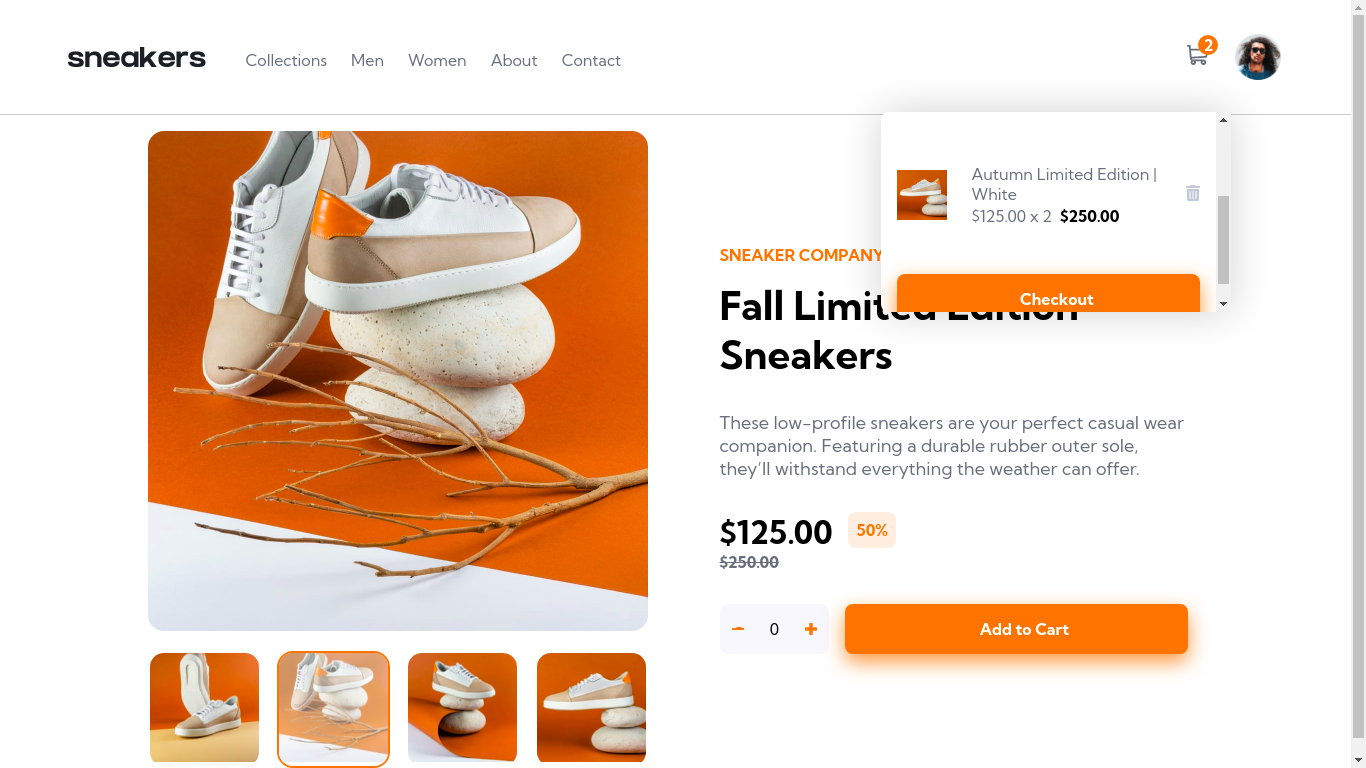 sneakers
Collections
Men
Women
About
Contact
2
Autumn Limited Edition |
White
$125.00 x 2 $250.00
Checkout
SNEAKER COMPANY
Fall Limited Edition
Sneakers
These low-profile sneakers are your perfect casual wear
companion. Featuring a durable rubber outer sole,
they’ll withstand everything the weather can offer.
$125.00
50%
$250.00
0
Add to Cart